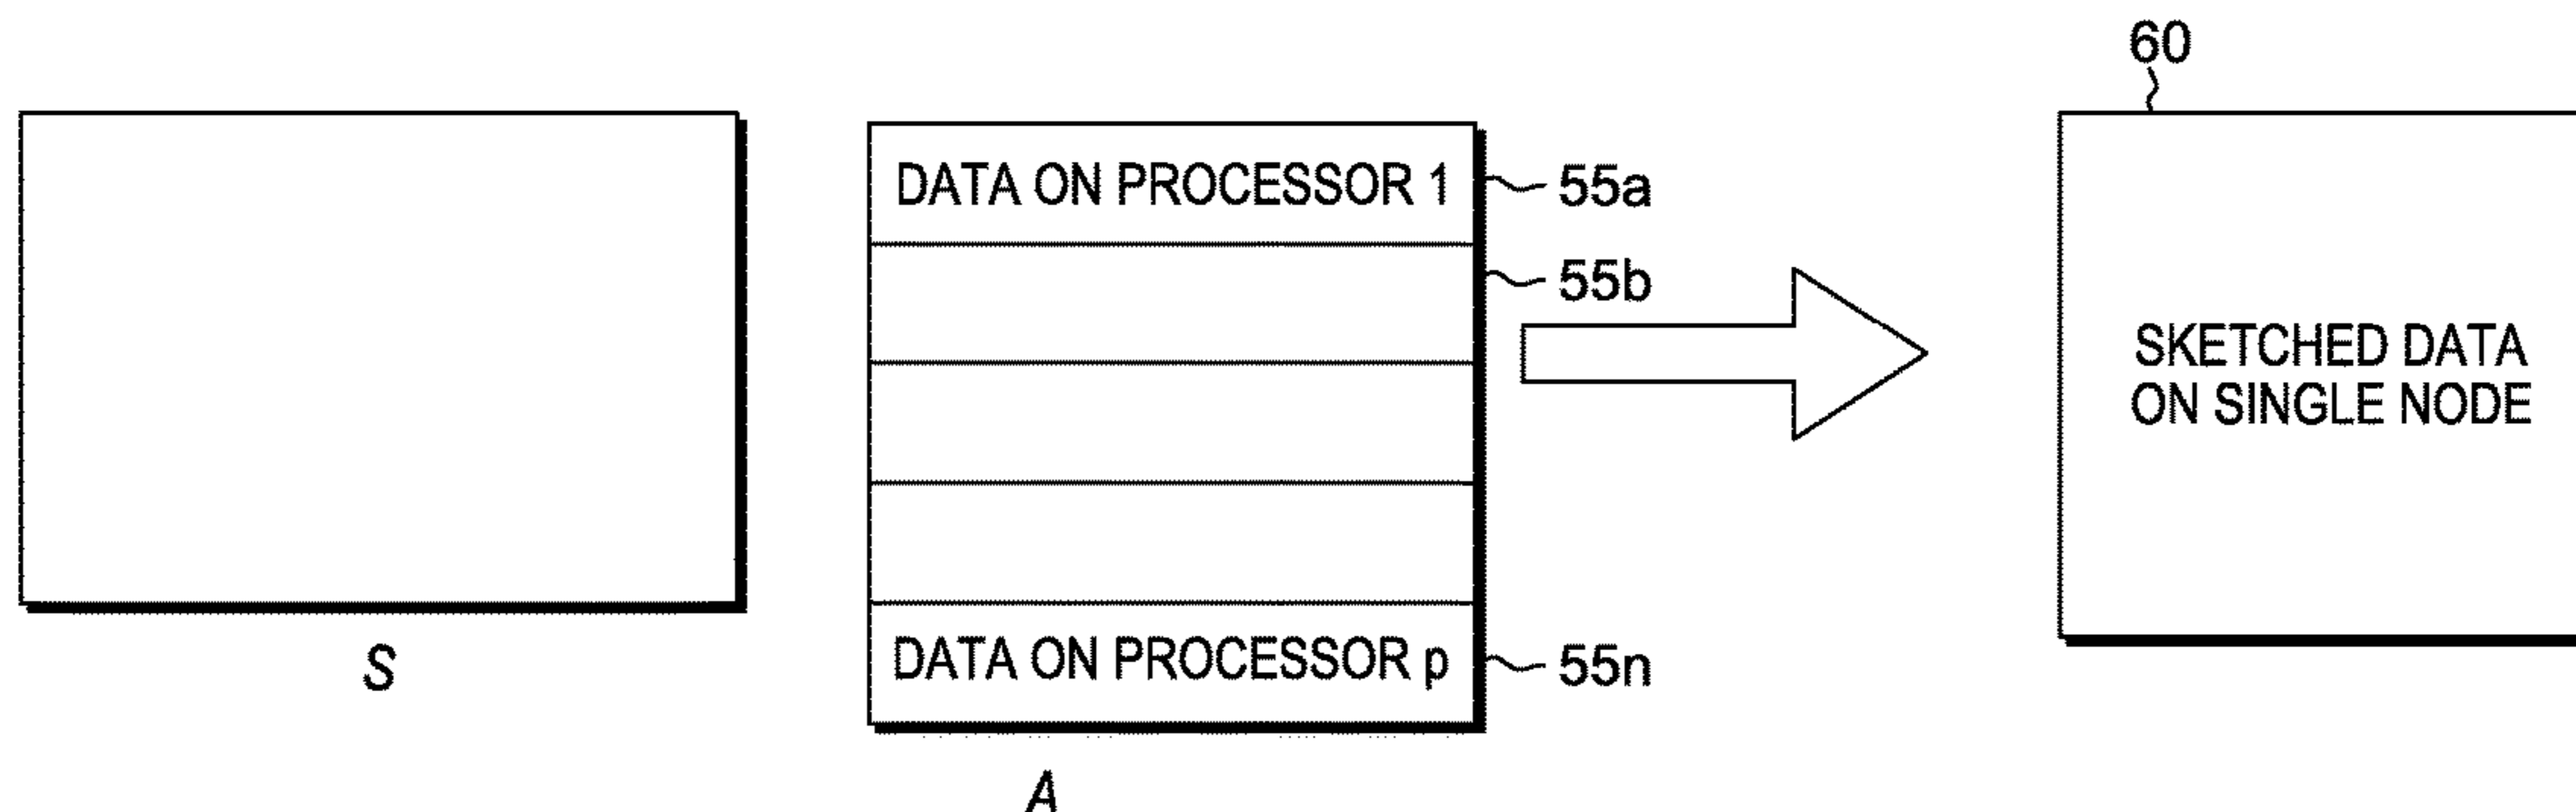 60
DATA ON PROCESSOR 1
55a
55b
SKETCHED DATA
ON SINGLE NODE
DATA ON PROCESSOR p
55n
S
A